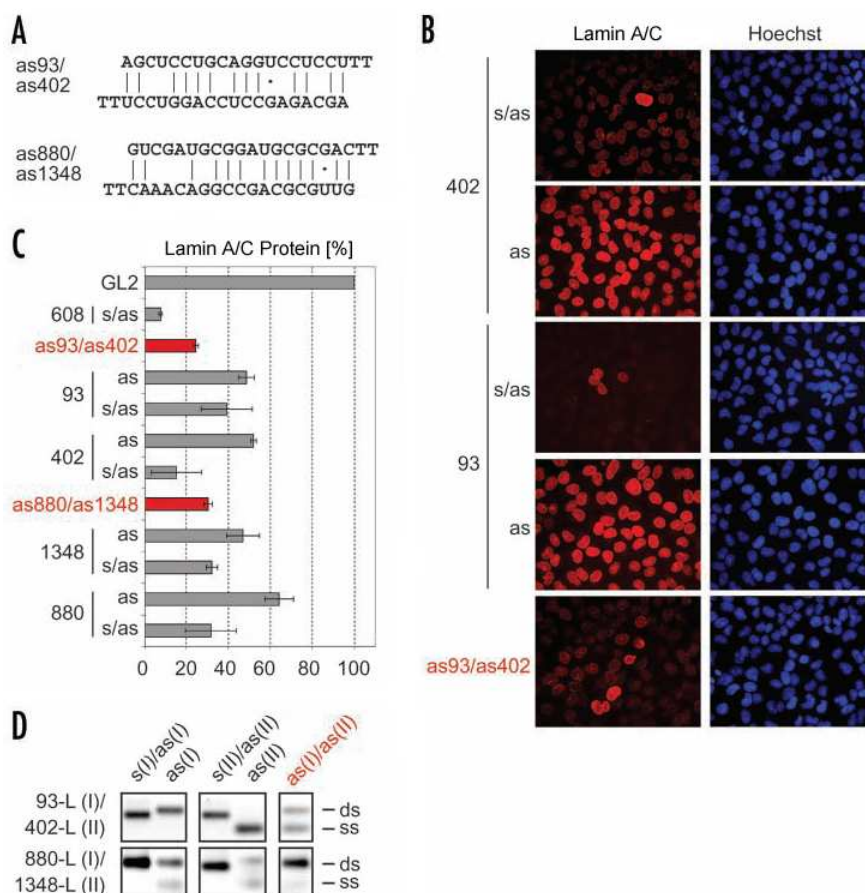 A
as93/
as402
AGCUCCUGCAGGUCCUCCUTT
TTUCCUGGACCUCCGAGACGA
as880/
as1348
GUCGAUGCGGAUGCGCGACTT
TTCAAACAGGCCGACGCGUUG
B
Lamin A/C Hoechst
402
s/as
as
93
s/as
as
as93/as402
C
Lamin A/C Protein [%]
GL2
608 s/as
as93/as402
93
as
s/as
402
as
s/as
as880/as1348
1348
as
s/as
880
as
s/as
0 20 40 60 80 100
D
s(I)/as(I)
as(I)
s(II)/as(II)
as(II)
as(I)/as(II)
93-L (I)/
402-L (II)
ds
ss
880-L (I)/
1348-L (II)
ds
ss